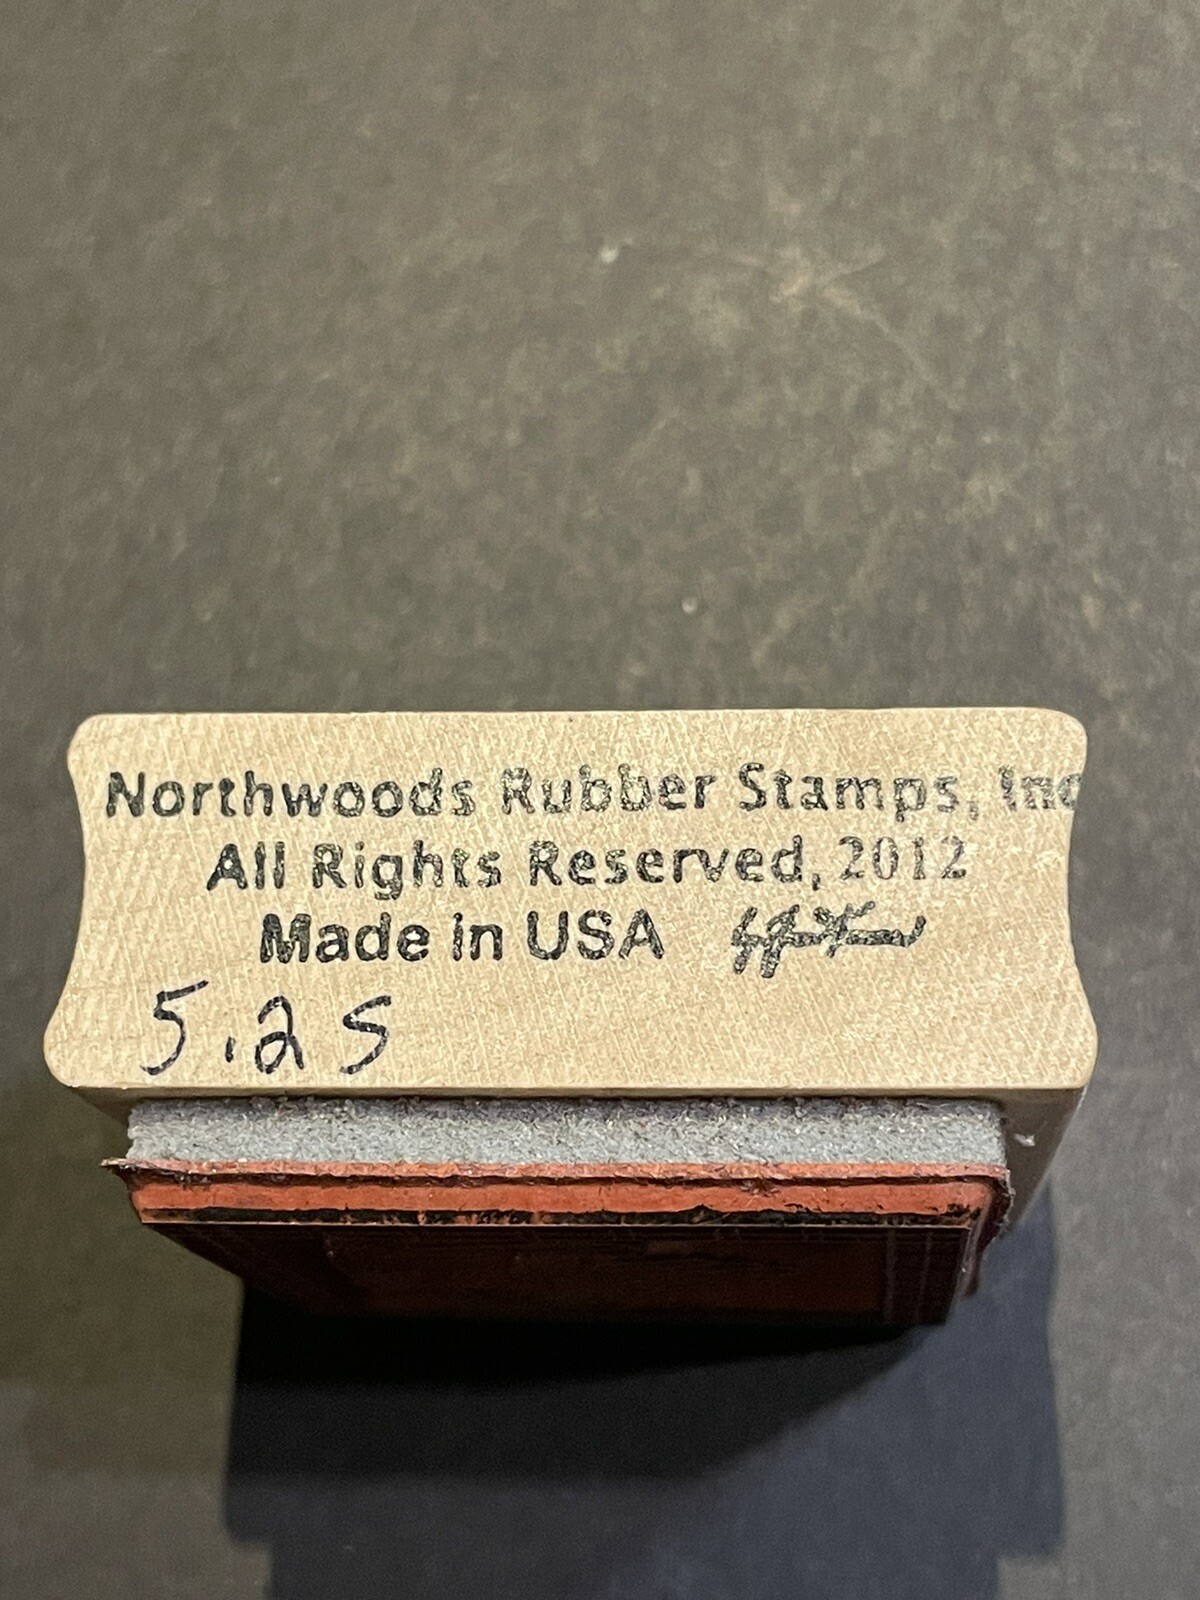 Northwoods Rubber Stamps, Inc
All Rights Reserved, 2012
Made in USA
5.25